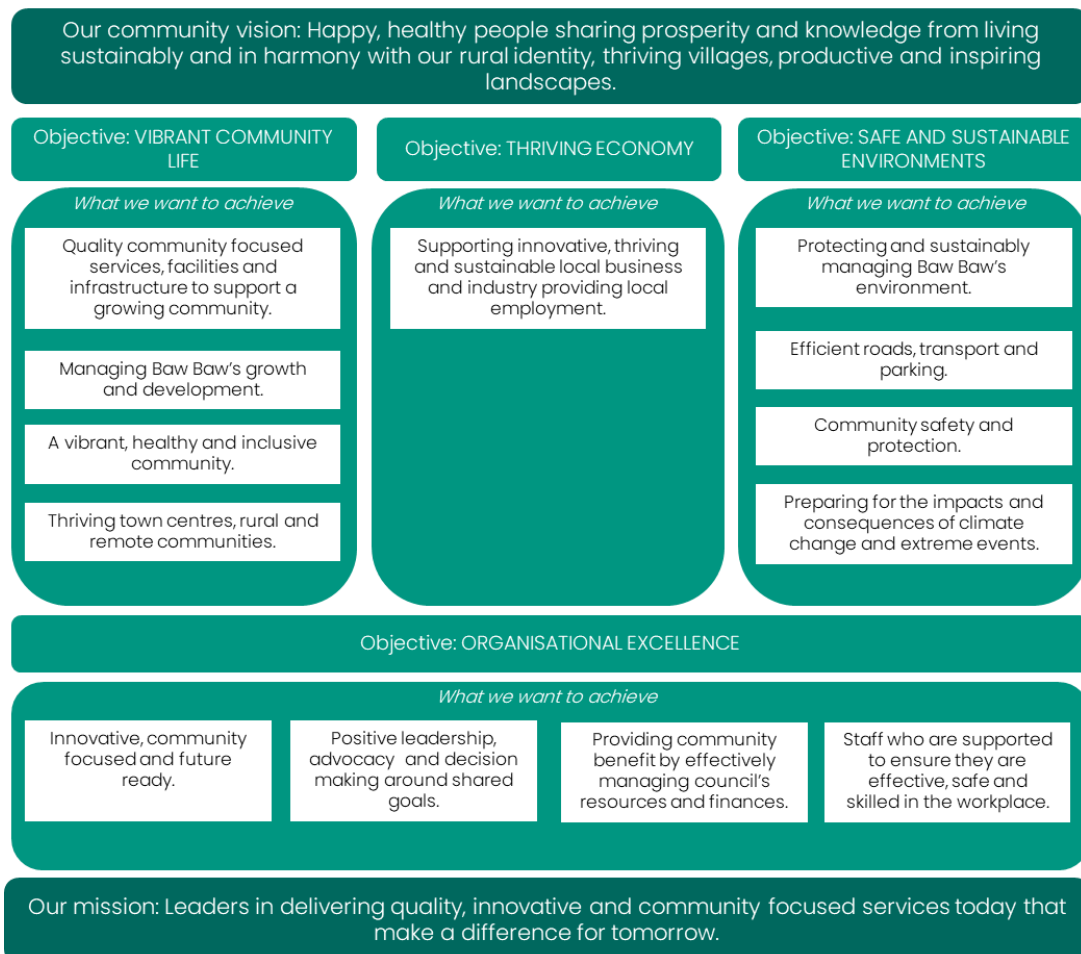 Our community vision: Happy, healthy people sharing prosperity and knowledge from living
sustainably and in harmony with our rural identity, thriving villages, productive and inspiring
landscapes.
Objective: VIBRANT COMMUNITY
LIFE
What we want to achieve
Quality community focused
services, facilities and
infrastructure to support a
growing community.
Managing Baw Baw's growth
and development.
A vibrant, healthy and inclusive
community.
Thriving town centres, rural and
remote communities.
Objective: THRIVING ECONOMY
What we want to achieve
Supporting innovative, thriving
and sustainable local business
and industry providing local
employment.
Objective: SAFE AND SUSTAINABLE
ENVIRONMENTS
What we want to achieve
Protecting and sustainably
managing Baw Baw's
environment.
Efficient roads, transport and
parking.
Community safety and
protection.
Preparing for the impacts and
consequences of climate
change and extreme events.
Objective: ORGANISATIONAL EXCELLENCE
What we want to achieve
Innovative, community
focused and future
ready.
Positive leadership,
advocacy and decision
making around shared
goals.
Providing community
benefit by effectively
managing council's
resources and finances.
Staff who are supported
to ensure they are
effective, safe and
skilled in the workplace.
Our mission: Leaders in delivering quality, innovative and community focused services today that
make a difference for tomorrow.